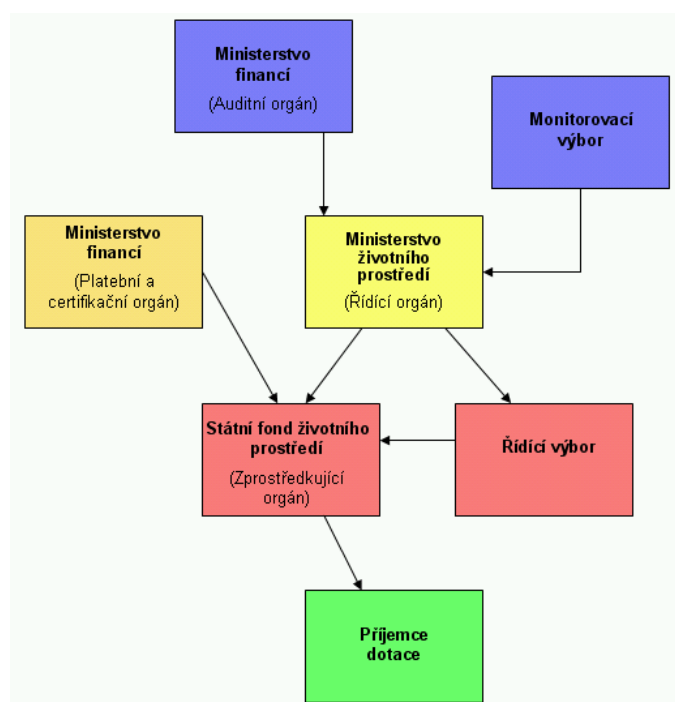 Ministerstvo
financí
(Auditní orgán)
Monitorovací
výbor
Ministerstvo
financí
(Platební a
certifikační orgán)
Ministerstvo
životního
prostředí
(Řídící orgán)
Státní fond životního
prostředí
(Zprostředkující
orgán)
Řídící výbor
Příjemce
dotace